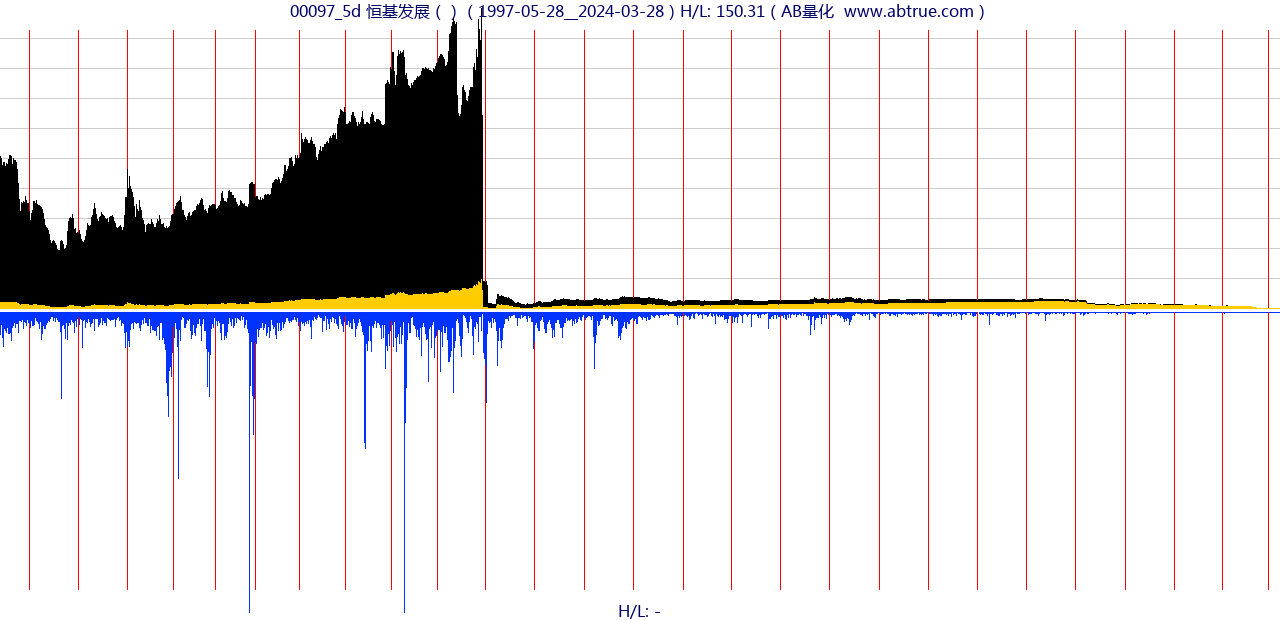 00097_5d 恒基发展 ( ) ( 1997-05-28__2024-03-28 ) H/L: 150.31 ( AB量化  www.abtrue.com )
H/L: -